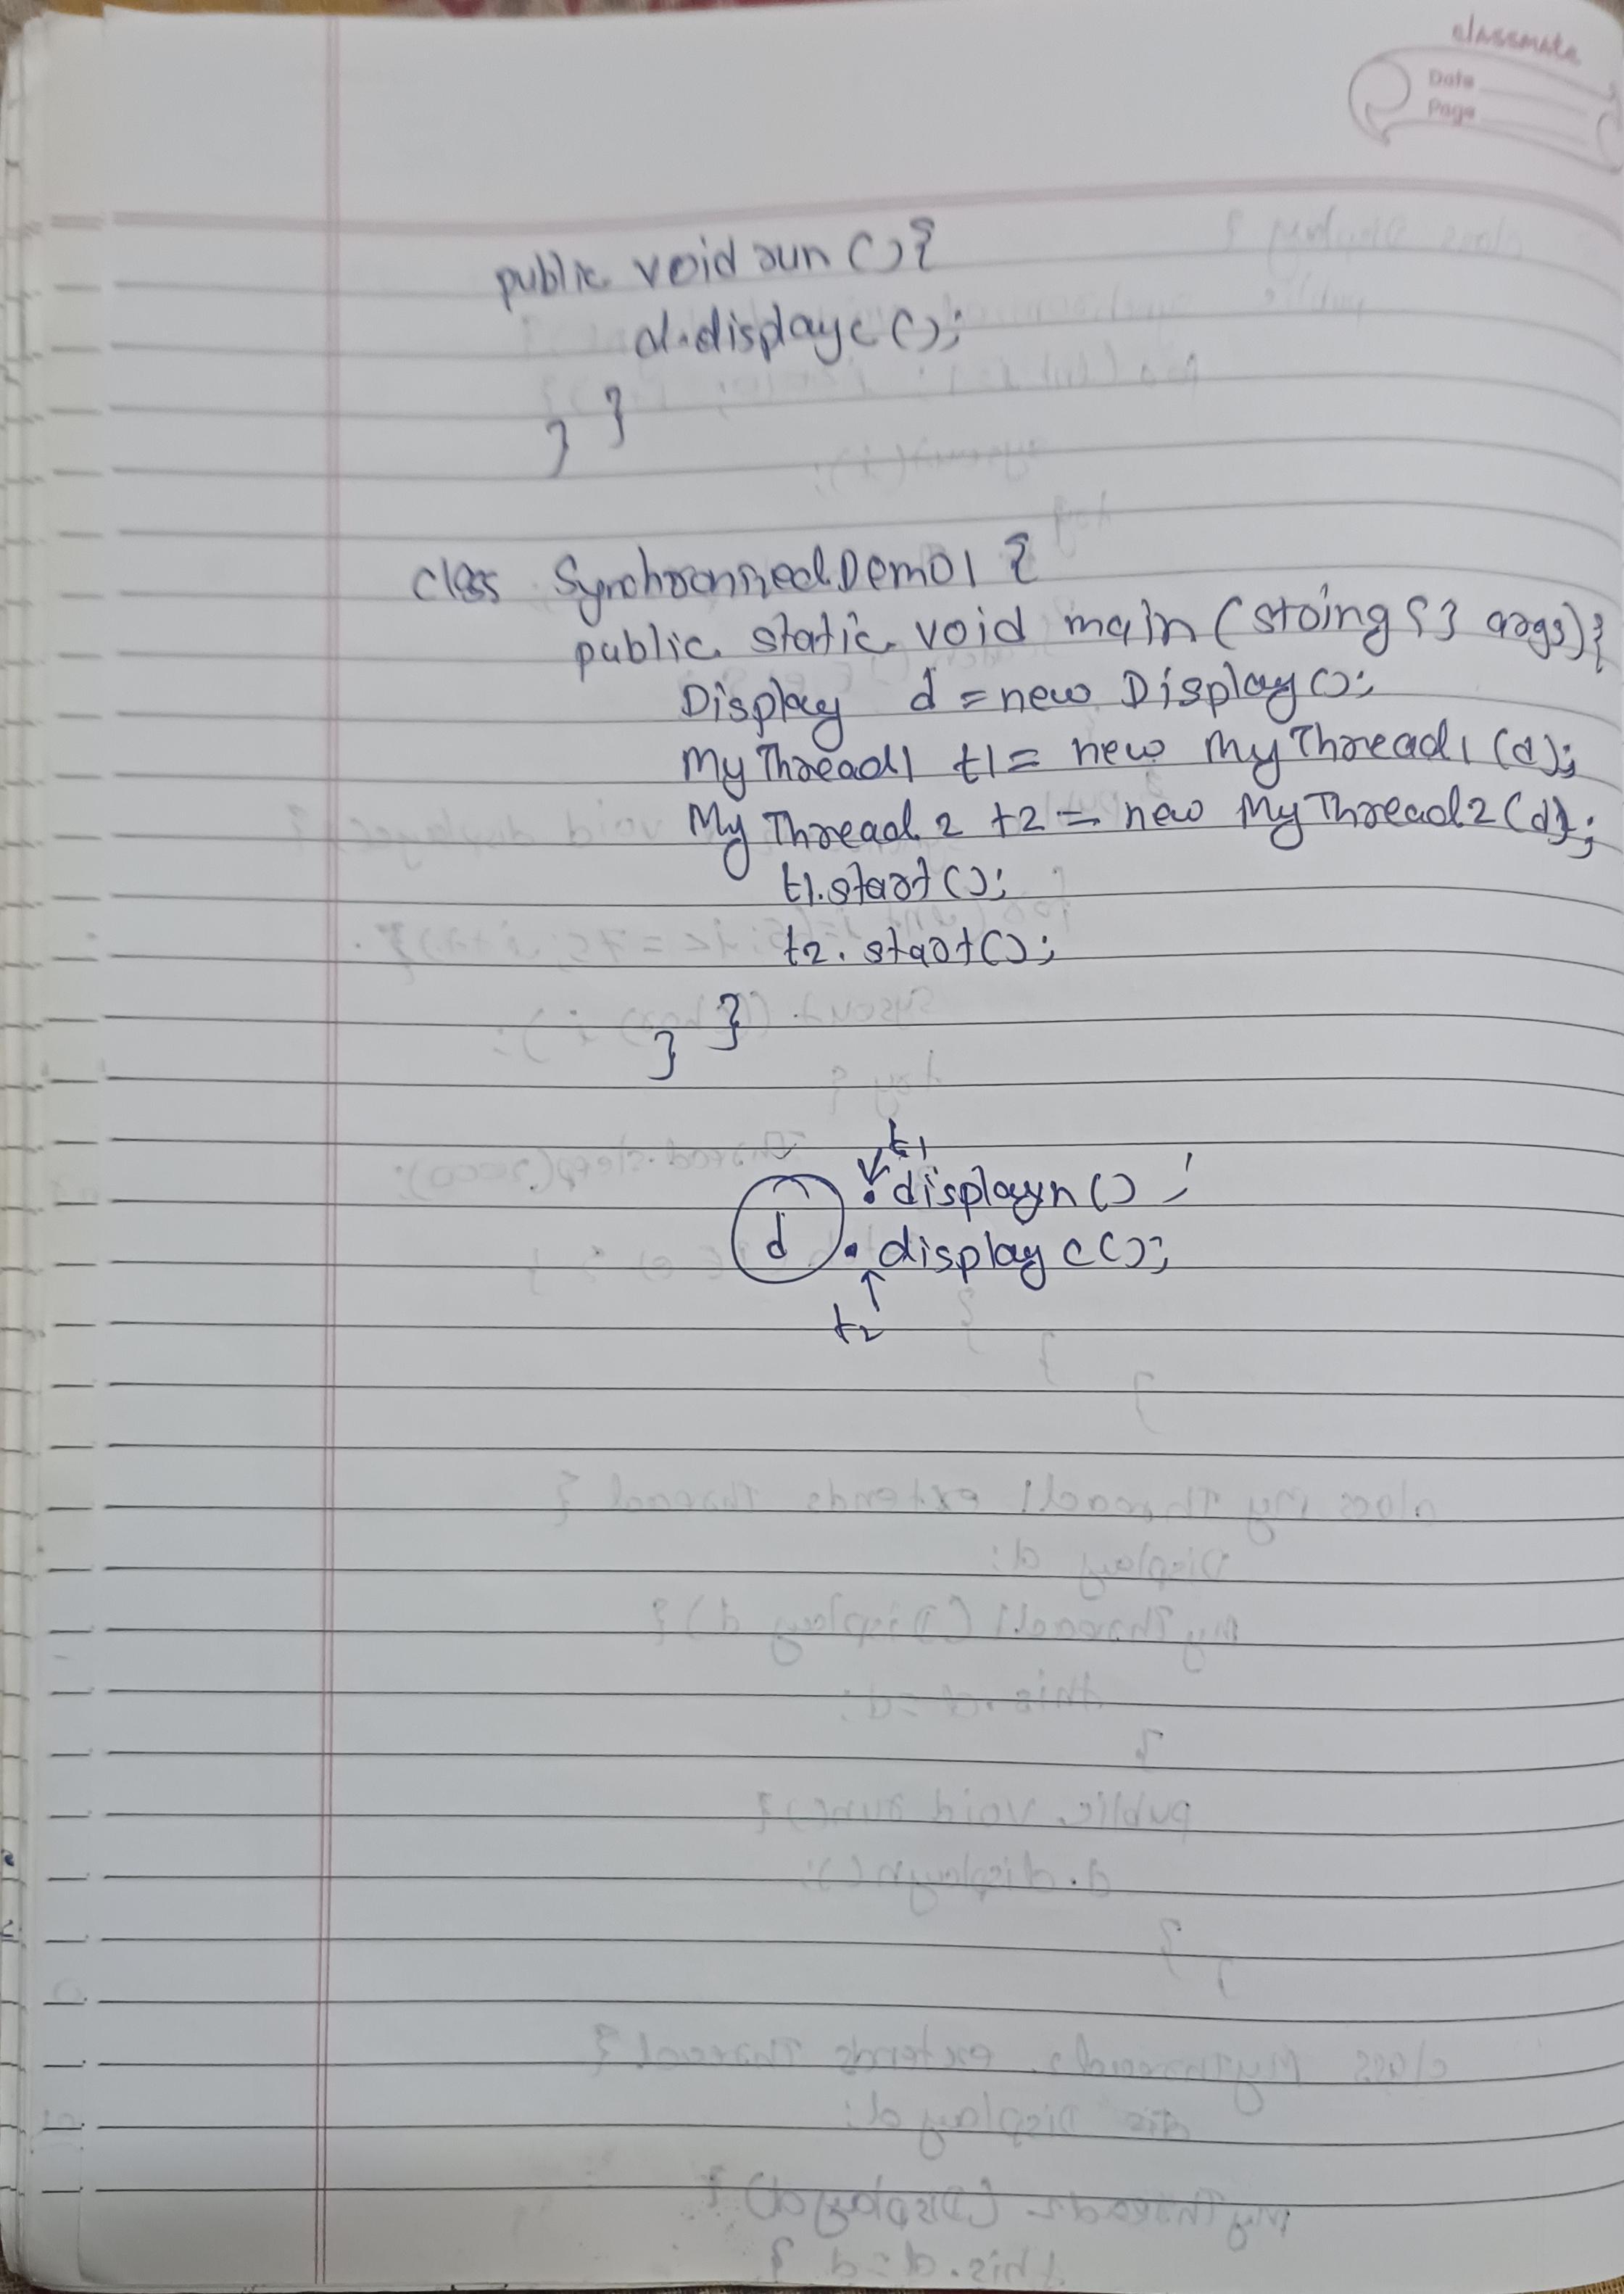 classmate
Date
Page
public void run () {
d.displayc ();
}
}
class SynchronizedDemo1 {
public static void main (String [] args) {
Display d = new Display ();
MyThread1 t1 = new MyThread1 (d);
MyThread2 t2 = new MyThread2 (d);
t1.start ();
t2.start ();
}
}
t1
.displayn ();
d
.displayc ();
t2